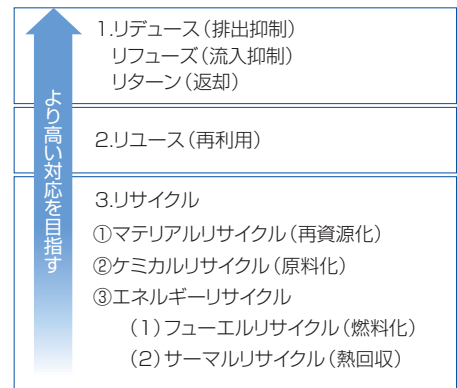 より高い対応を目指す
1.リデュース(排出抑制)
リフューズ(流入抑制)
リターン(返却)
2.リユース(再利用)
3.リサイクル
①マテリアルリサイクル(再資源化)
②ケミカルリサイクル(原料化)
③エネルギーリサイクル
(1)フューエルリサイクル(燃料化)
(2)サーマルリサイクル(熱回収)